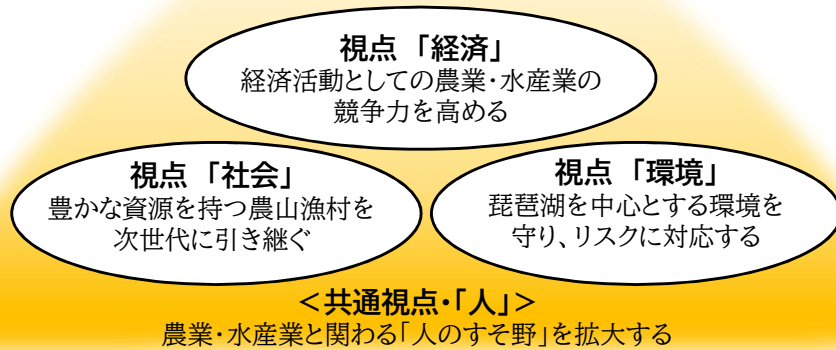 視点 「経済」
経済活動としての農業・水産業の
競争力を高める
視点 「社会」
豊かな資源を持つ農山漁村を
次世代に引き継ぐ
視点 「環境」
琵琶湖を中心とする環境を
守り、リスクに対応する
＜共通視点・「人」＞
農業・水産業と関わる「人のすそ野」を拡大する